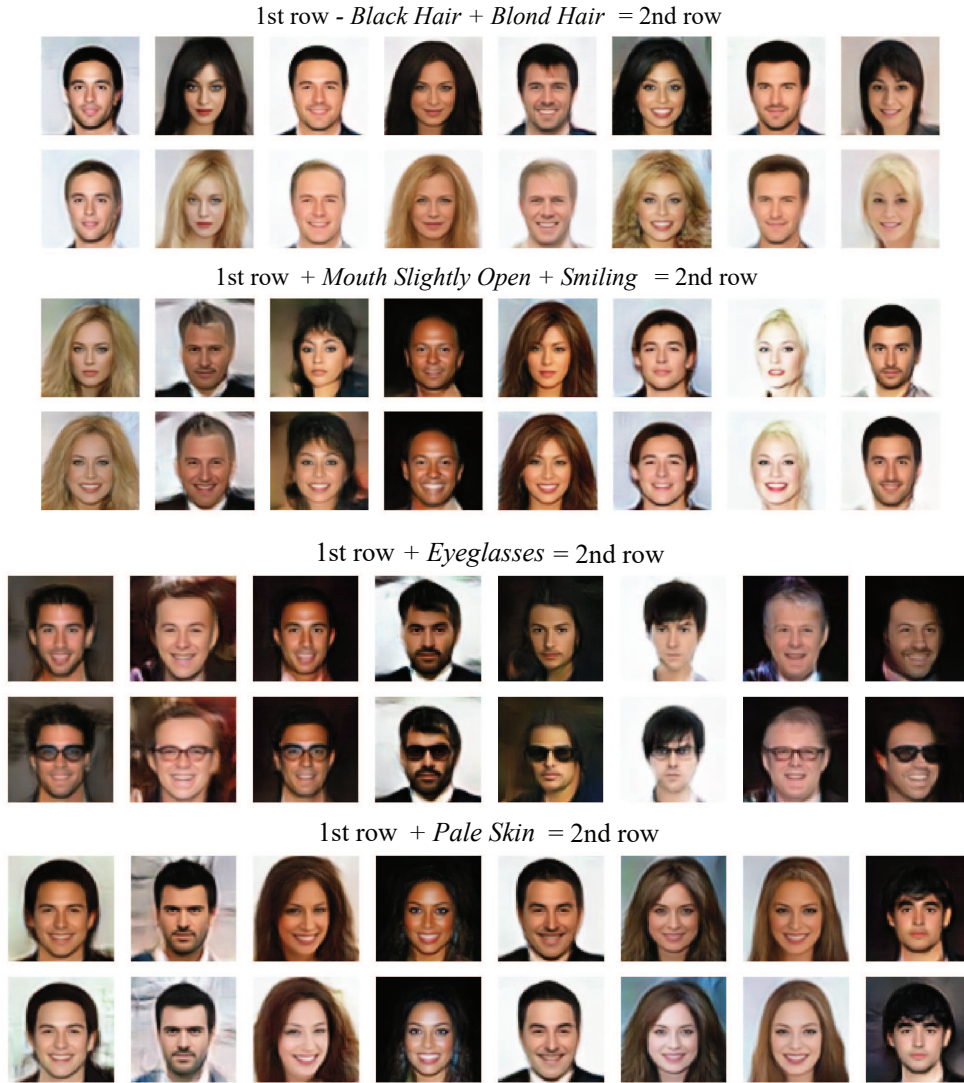 1st row - Black Hair + Blond Hair = 2nd row
1st row + Mouth Slightly Open + Smiling = 2nd row
1st row + Eyeglasses = 2nd row
1st row + Pale Skin = 2nd row